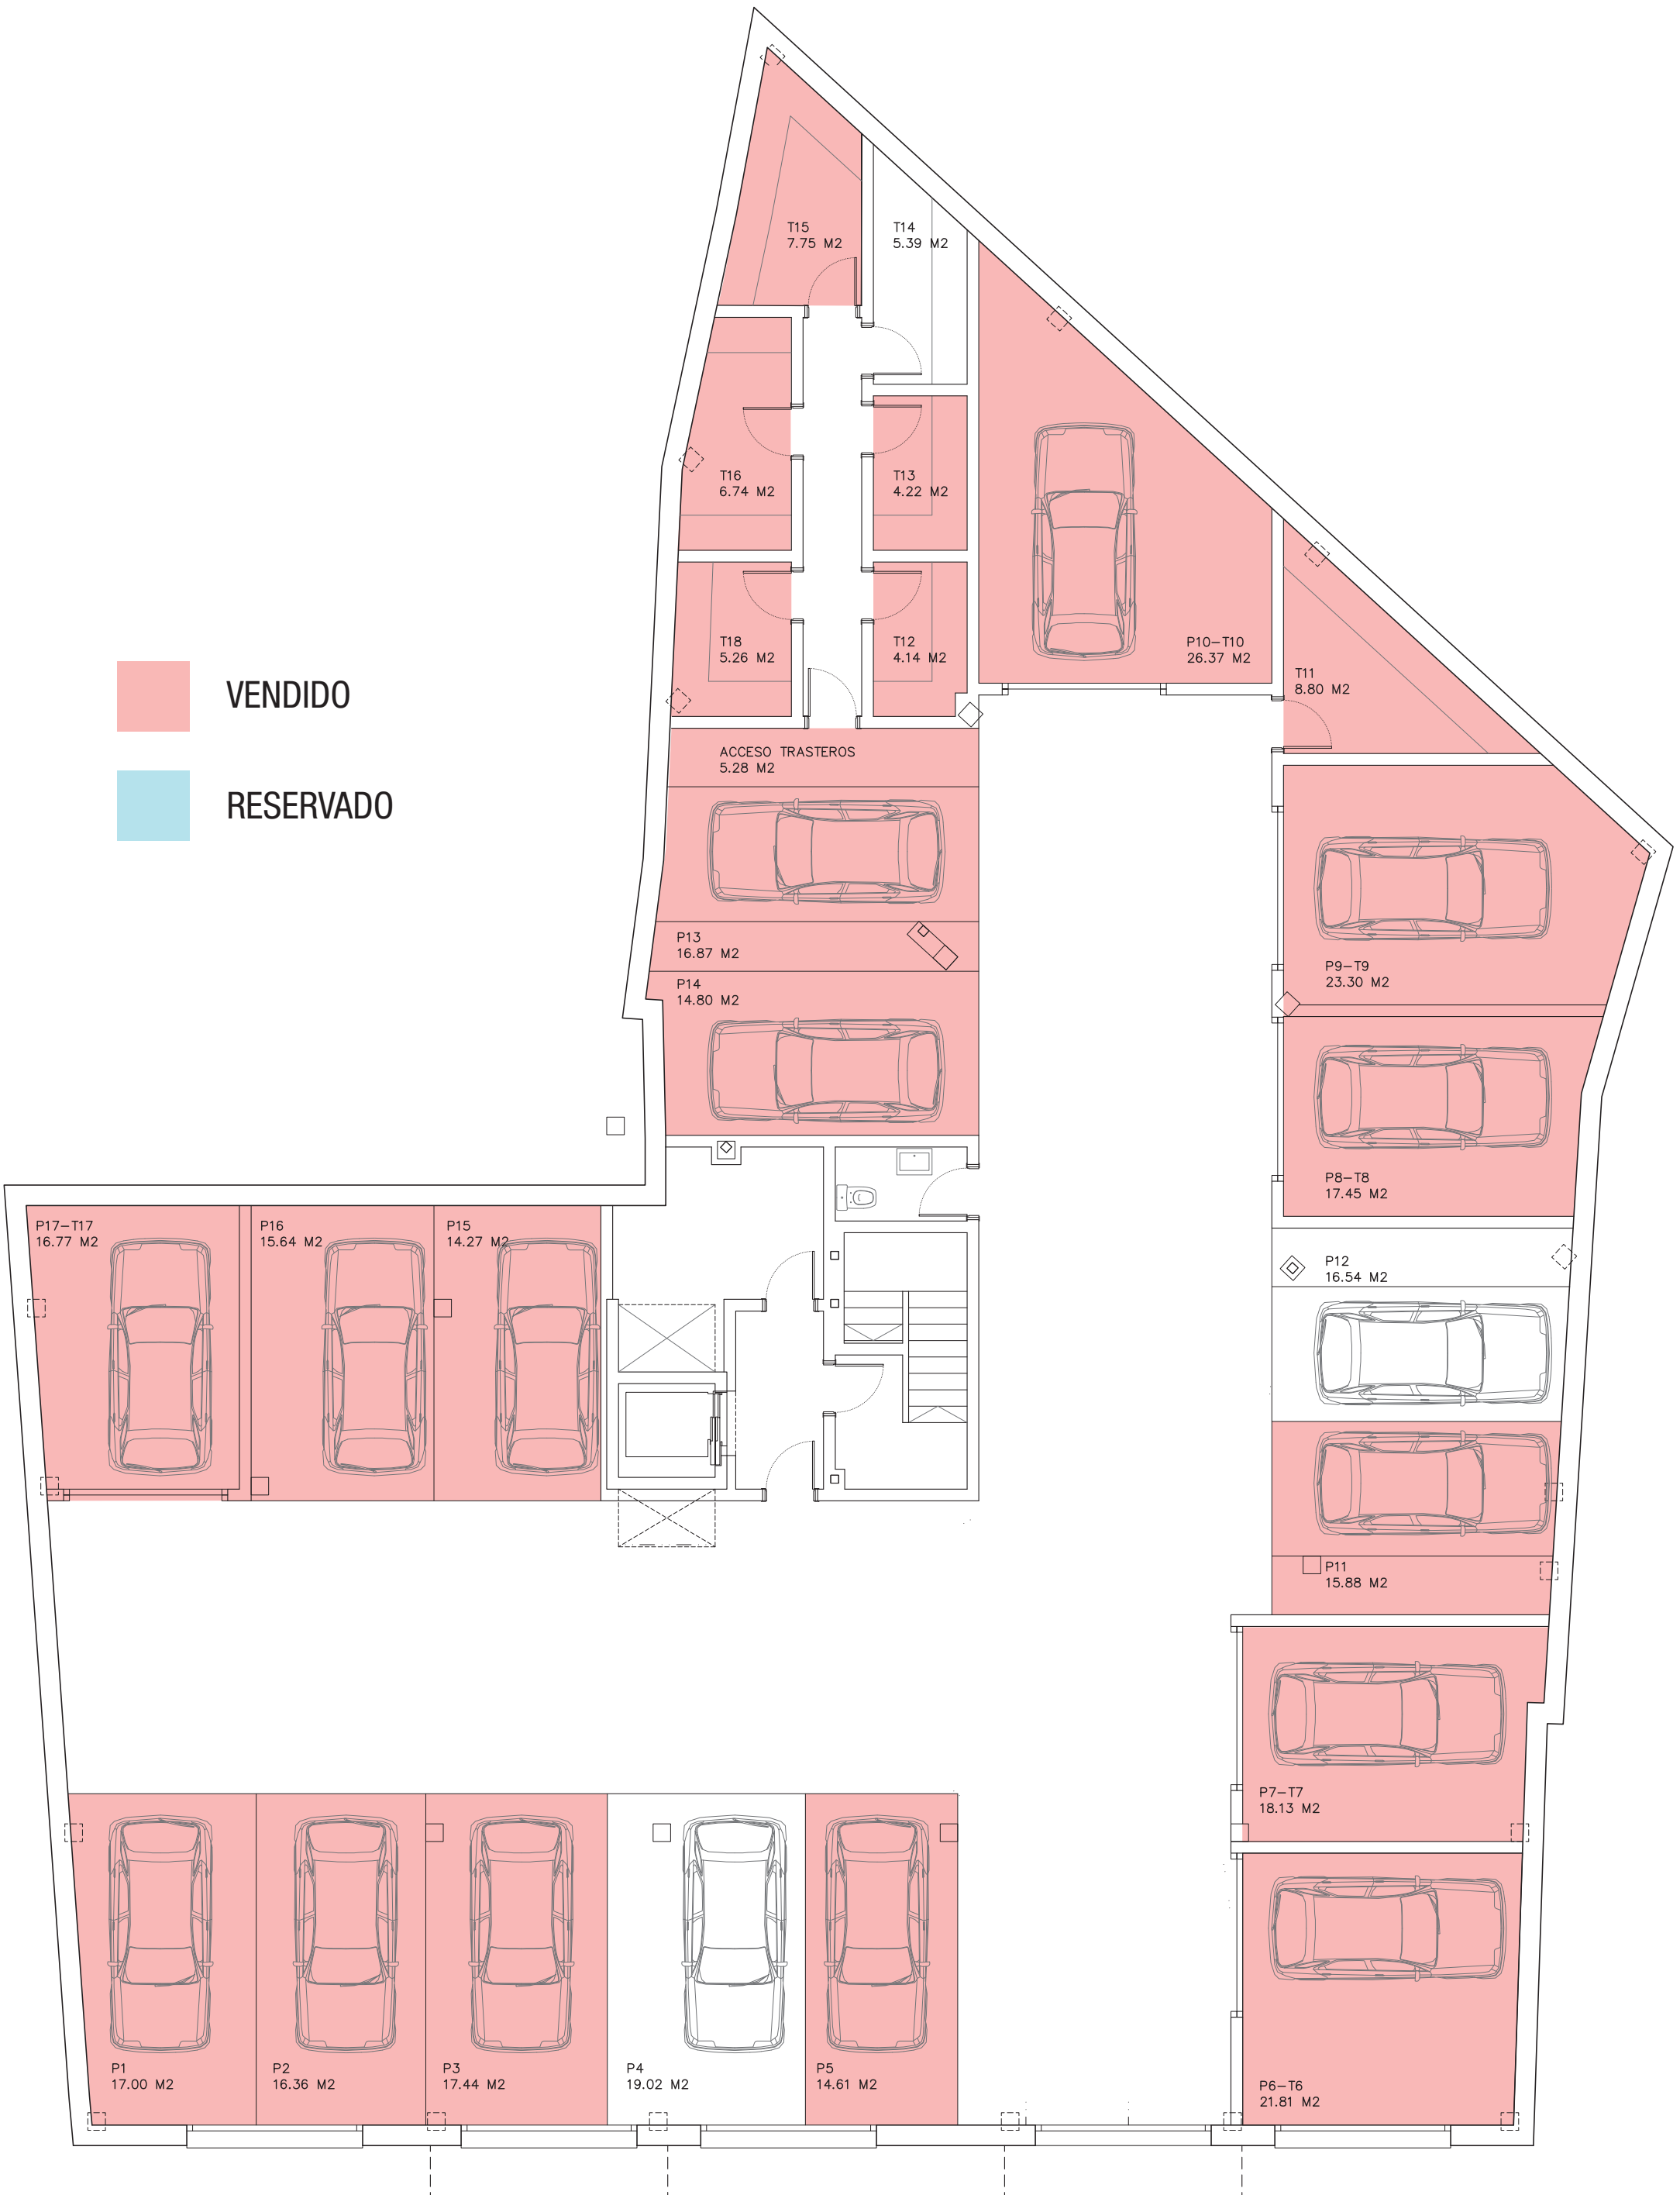 T15
7.75 M2
T14
5.39 M2
T16
6.74 M2
T13
4.22 M2
T18
5.26 M2
T12
4.14 M2
P10-T10
26.37 M2
T11
8.80 M2
VENDIDO
RESERVADO
ACCESO TRASTEROS
5.28 M2
P13
16.87 M2
P14
14.80 M2
P9-T9
23.30 M2
P8-T8
17.45 M2
P17-T17
16.77 M2
P16
15.64 M2
P15
14.27 M2
P12
16.54 M2
P11
15.88 M2
P7-T7
18.13 M2
P1
17.00 M2
P2
16.36 M2
P3
17.44 M2
P4
19.02 M2
P5
14.61 M2
P6-T6
21.81 M2